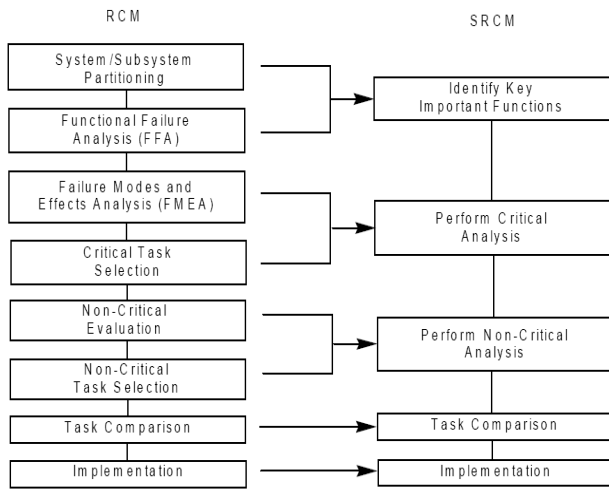 RCM
System/Subsystem
Partitioning
Functional Failure
Analysis (FFA)
Failure Modes and
Effects Analysis (FMEA)
Critical Task
Selection
Non-Critical
Evaluation
Non-Critical
Task Selection
Task Comparison
Implementation
SRCM
Identify Key
Important Functions
Perform Critical
Analysis
Perform Non-Critical
Analysis
Task Comparison
Implementation